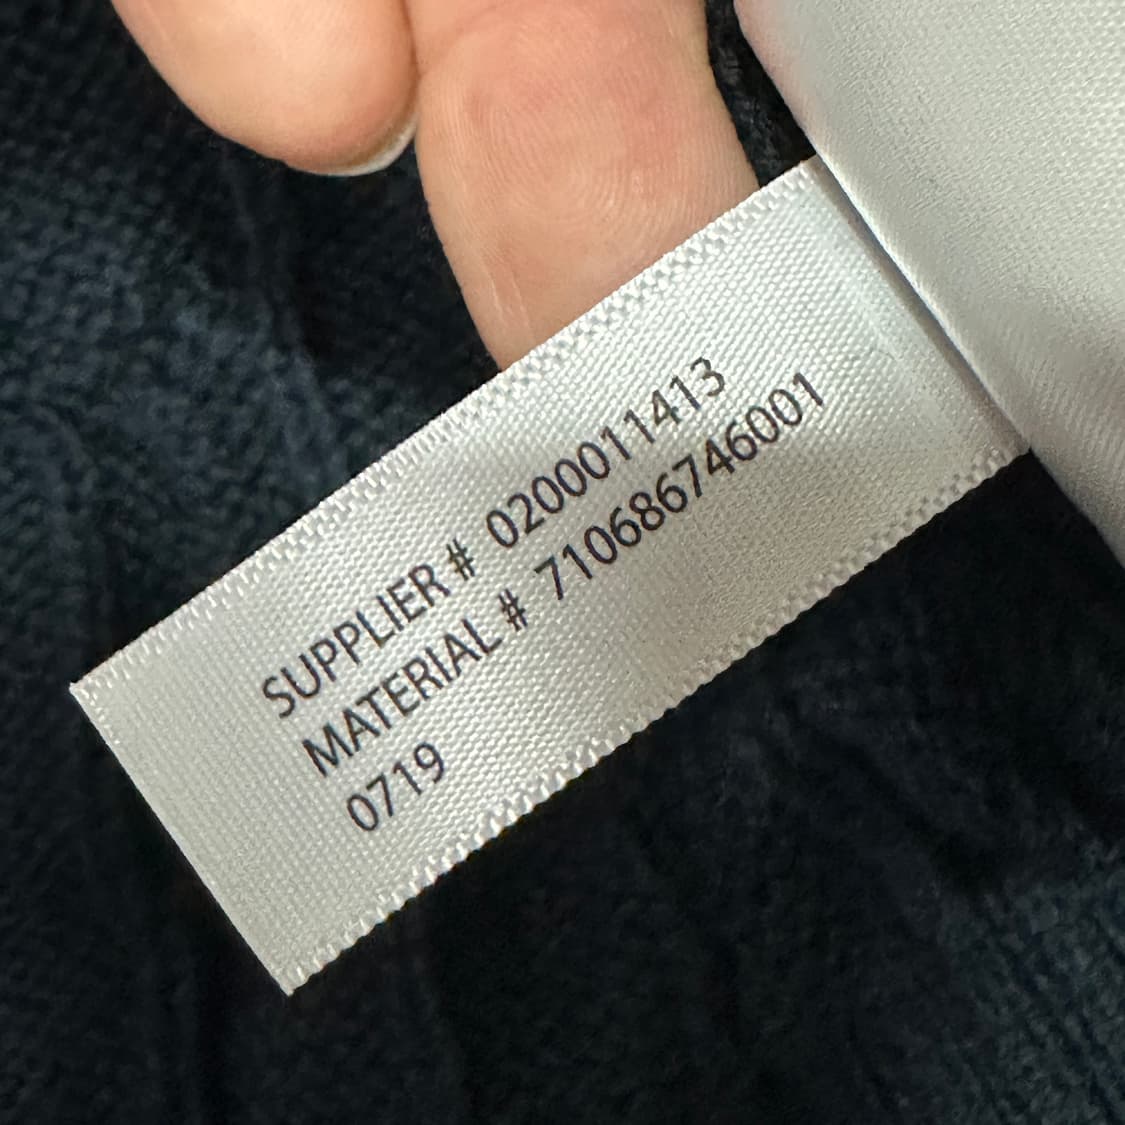 SUPPLIER # 0200011413
MATERIAL # 710686746001
0719